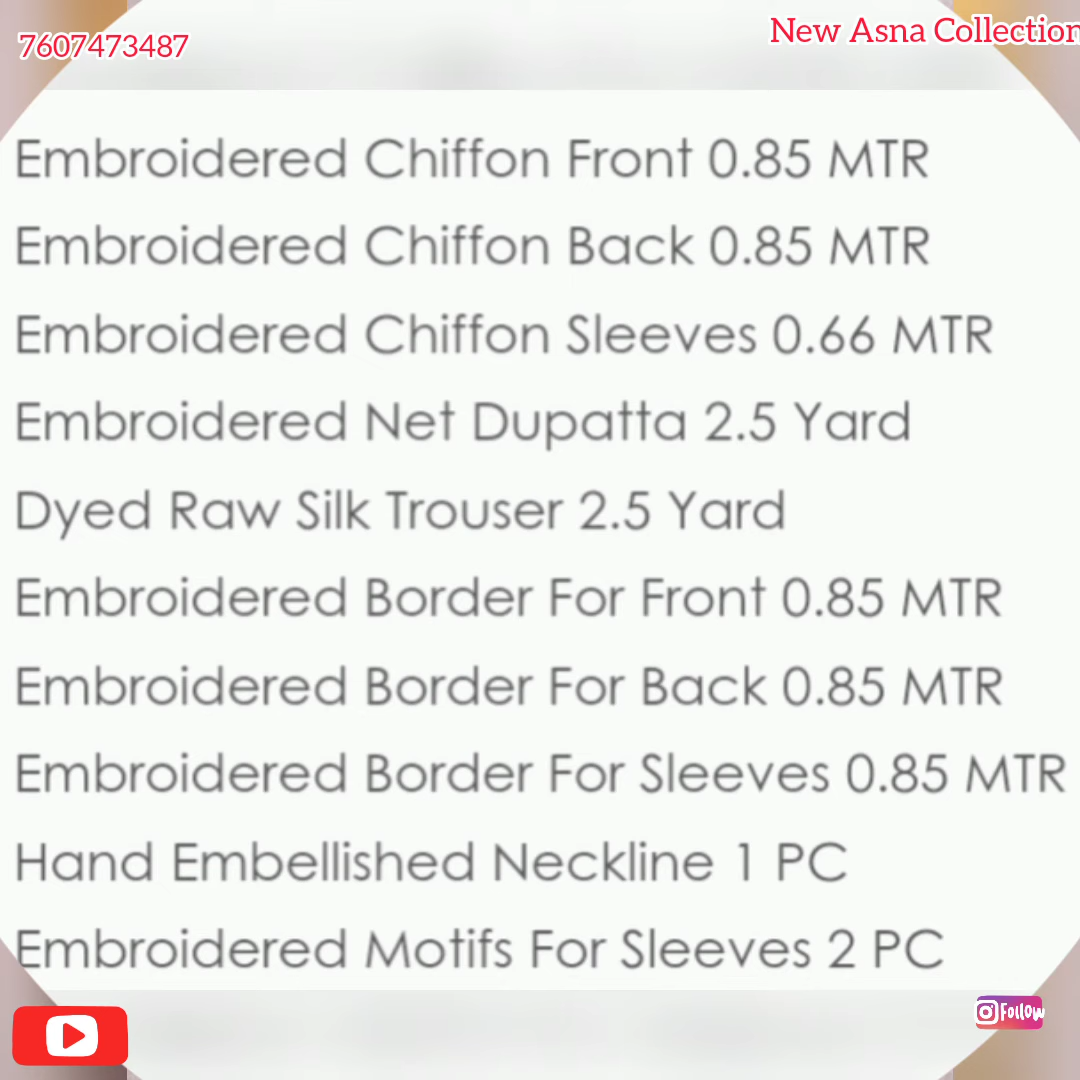 7607473487
New Asna Collection
Embroidered Chiffon Front 0.85 MTR
Embroidered Chiffon Back 0.85 MTR
Embroidered Chiffon Sleeves 0.66 MTR
Embroidered Net Dupatta 2.5 Yard
Dyed Raw Silk Trouser 2.5 Yard
Embroidered Border For Front 0.85 MTR
Embroidered Border For Back 0.85 MTR
Embroidered Border For Sleeves 0.85 MTR
Hand Embellished Neckline 1 PC
Embroidered Motifs For Sleeves 2 PC
Follow